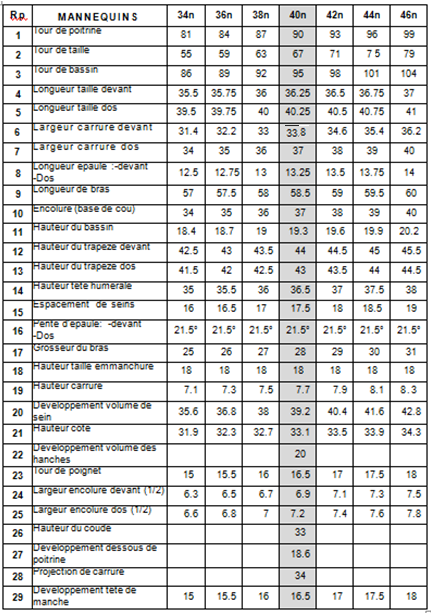 Rp. MANNEQUINS 34n 36n 38n 40n 42n 44n 46n
1 Tour de poitrine 81 84 87 90 93 96 99
2 Tour de taille 55 59 63 67 71 7 5 79
3 Tour de bassin 86 89 92 95 98 101 104
4 Longueur taille devant 35.5 35.75 36 36.25 36.5 36.75 37
5 Longueur taille dos 39.5 39.75 40 40.25 40.5 40.75 41
6 Largeur carrure devant 31.4 32.2 33 33.8 34.6 35.4 36.2
7 Largeur carrure dos 34 35 36 37 38 39 40
8 Longueur épaule :-devant 12.5 12.75 13 13.25 13.5 13.75 14
-Dos
9 Longueur de bras 57 57.5 58 58.5 59 59.5 60
10 Encolure (base de cou) 34 35 36 37 38 39 40
11 Hauteur du bassin 18.4 18.7 19 19.3 19.6 19.9 20.2
12 Hauteur du trapèze devant 42.5 43 43.5 44 44.5 45 45.5
13 Hauteur du trapèze dos 41.5 42 42.5 43 43.5 44 44.5
14 Hauteur tête humérale 35 35.5 36 36.5 37 37.5 38
15 Espacement de seins 16 16.5 17 17.5 18 18.5 19
16 Pente d'épaule: -devant 21.5° 21.5° 21.5° 21.5° 21.5° 21.5° 21.5°
-Dos
17 Grosseur du bras 25 26 27 28 29 30 31
18 Hauteur taille emmanchure 18 18 18 18 18 18 18
19 Hauteur carrure 7.1 7.3 7.5 7.7 7.9 8.1 8.3
20 Développement volume de 35.6 36.8 38 39.2 40.4 41.6 42.8
sein
21 Hauteur coté 31.9 32.3 32.7 33.1 33.5 33.9 34.3
22 Développement volume des 20
hanches
23 Tour de poignet 15 15.5 16 16.5 17 17.5 18
24 Largeur encolure devant (1/2) 6.3 6.5 6.7 6.9 7.1 7.3 7.5
25 Largeur encolure dos (1/2) 6.6 6.8 7 7.2 7.4 7.6 7.8
26 Hauteur du coude 33
27 Développement dessous de 18.6
poitrine
28 Projection de carrure 34
29 Développement tête de 15 15.5 16 16.5 17 17.5 18
manche